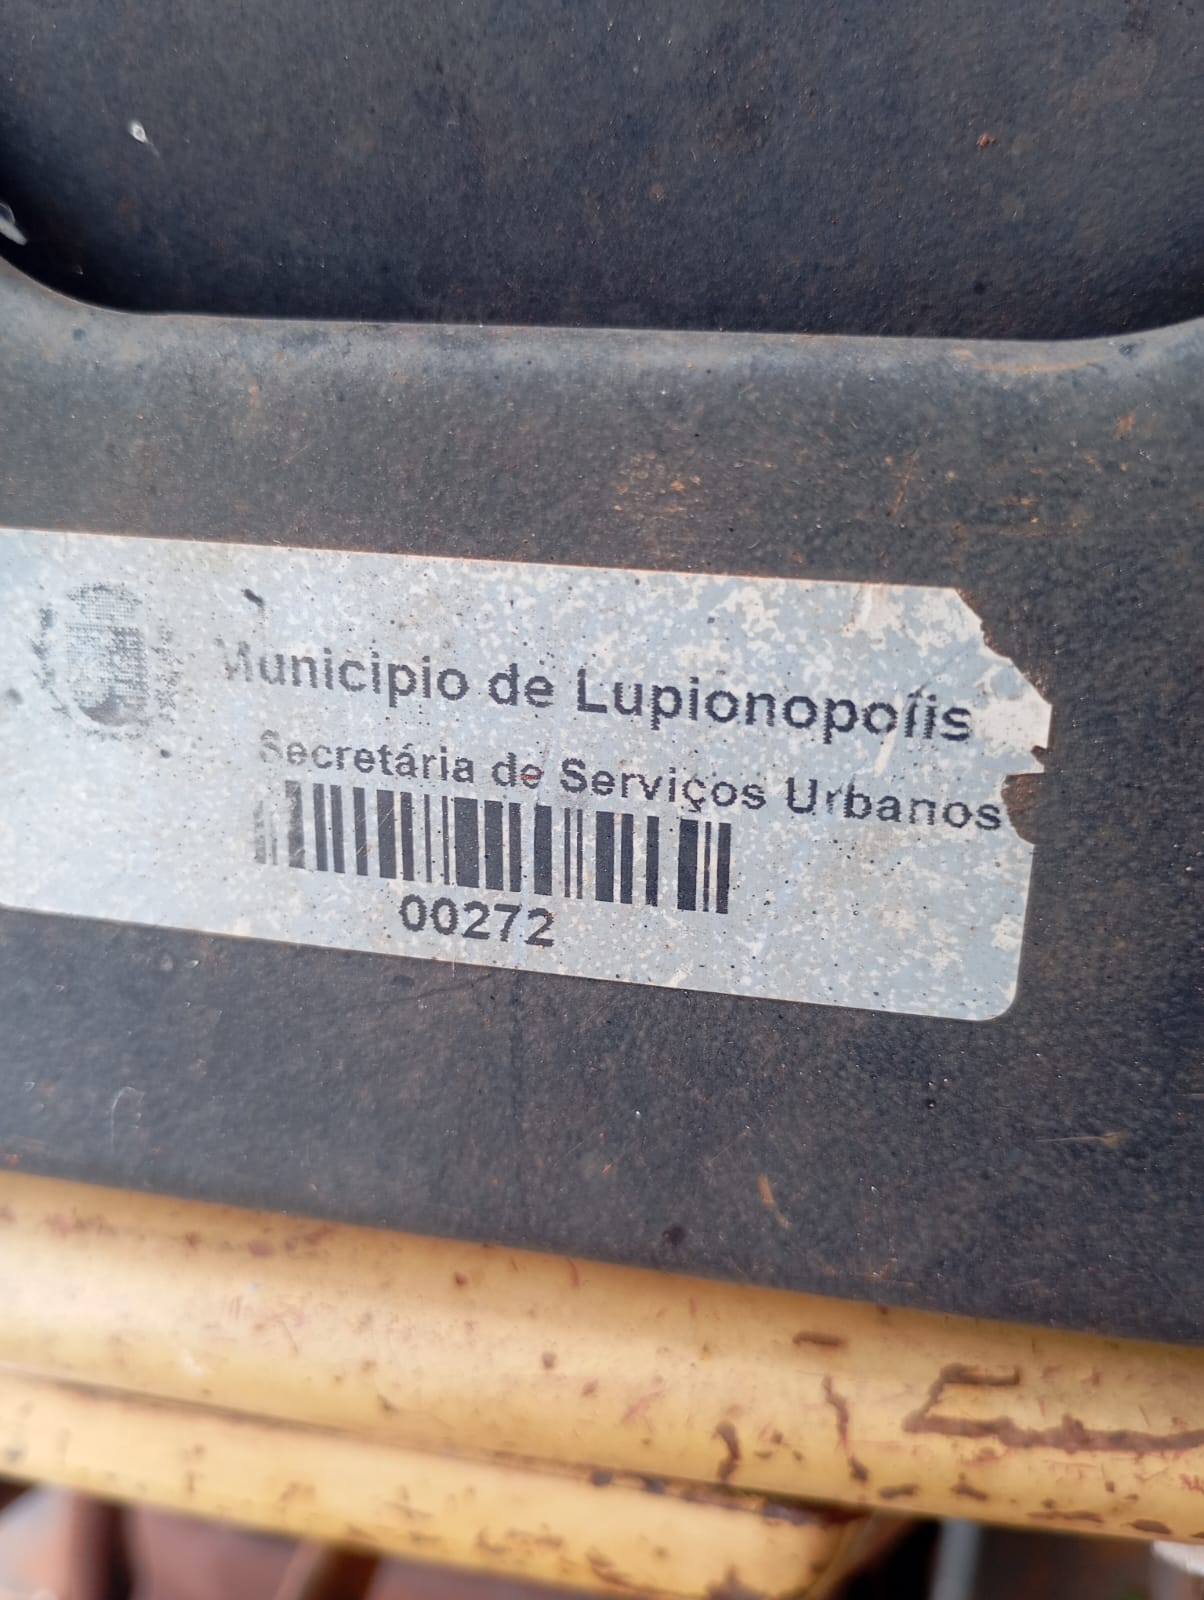 Municipio de Lupionopolis
Secretária de Serviços Urbanos
00272